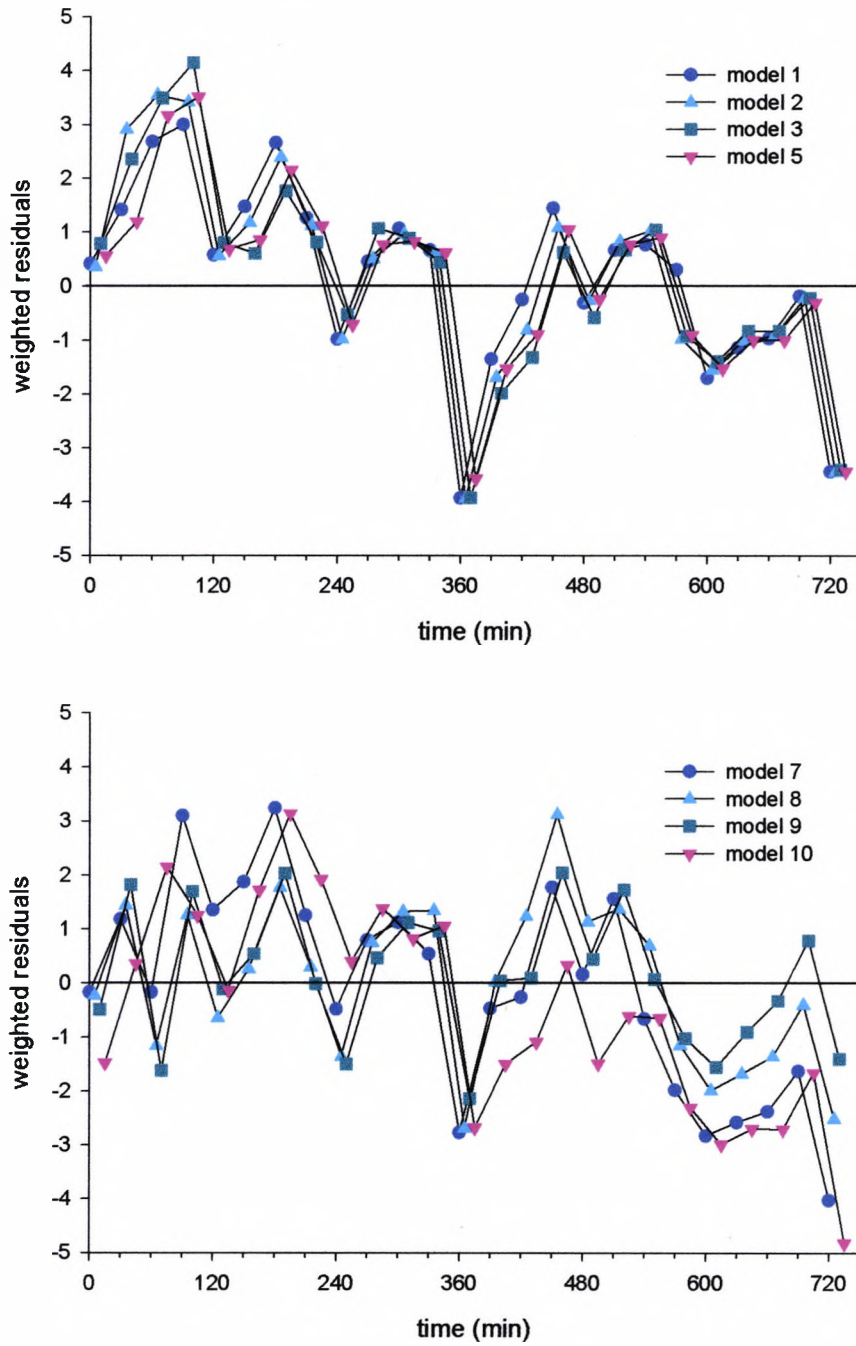 5
4
3
2
1
0
-1
-2
-3
-4
-5
weighted residuals
model 1
model 2
model 3
model 5
0 120 240 360 480 600 720
time (min)
5
4
3
2
1
0
-1
-2
-3
-4
-5
weighted residuals
model 7
model 8
model 9
model 10
0 120 240 360 480 600 720
time (min)